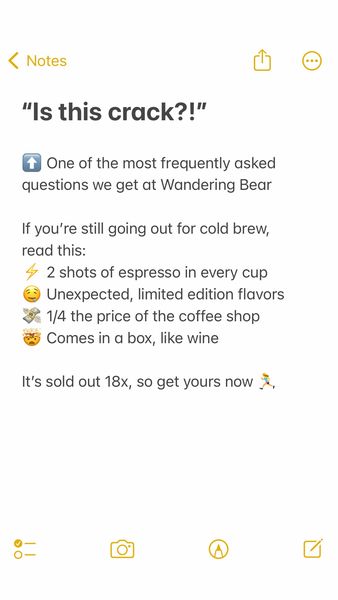 Notes
“Is this crack?!”
⬆️ One of the most frequently asked
questions we get at Wandering Bear
If you’re still going out for cold brew,
read this:
⚡ 2 shots of espresso in every cup
🤤 Unexpected, limited edition flavors
💸 1/4 the price of the coffee shop
🤯 Comes in a box, like wine
It’s sold out 18x, so get yours now 🏃‍♂️